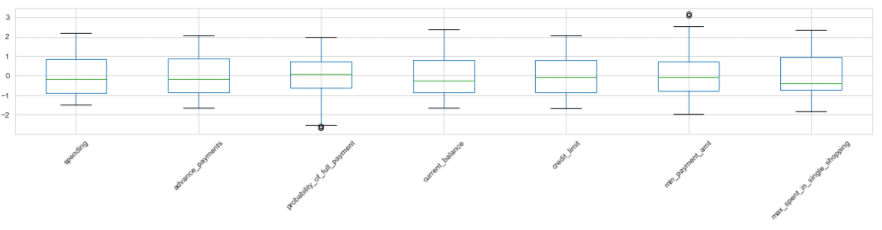 3
2
1
0
−1
−2
spending
advance_payments
probability_of_full_payment
current_balance
credit_limit
min_payment_amt
max_spent_in_single_shopping